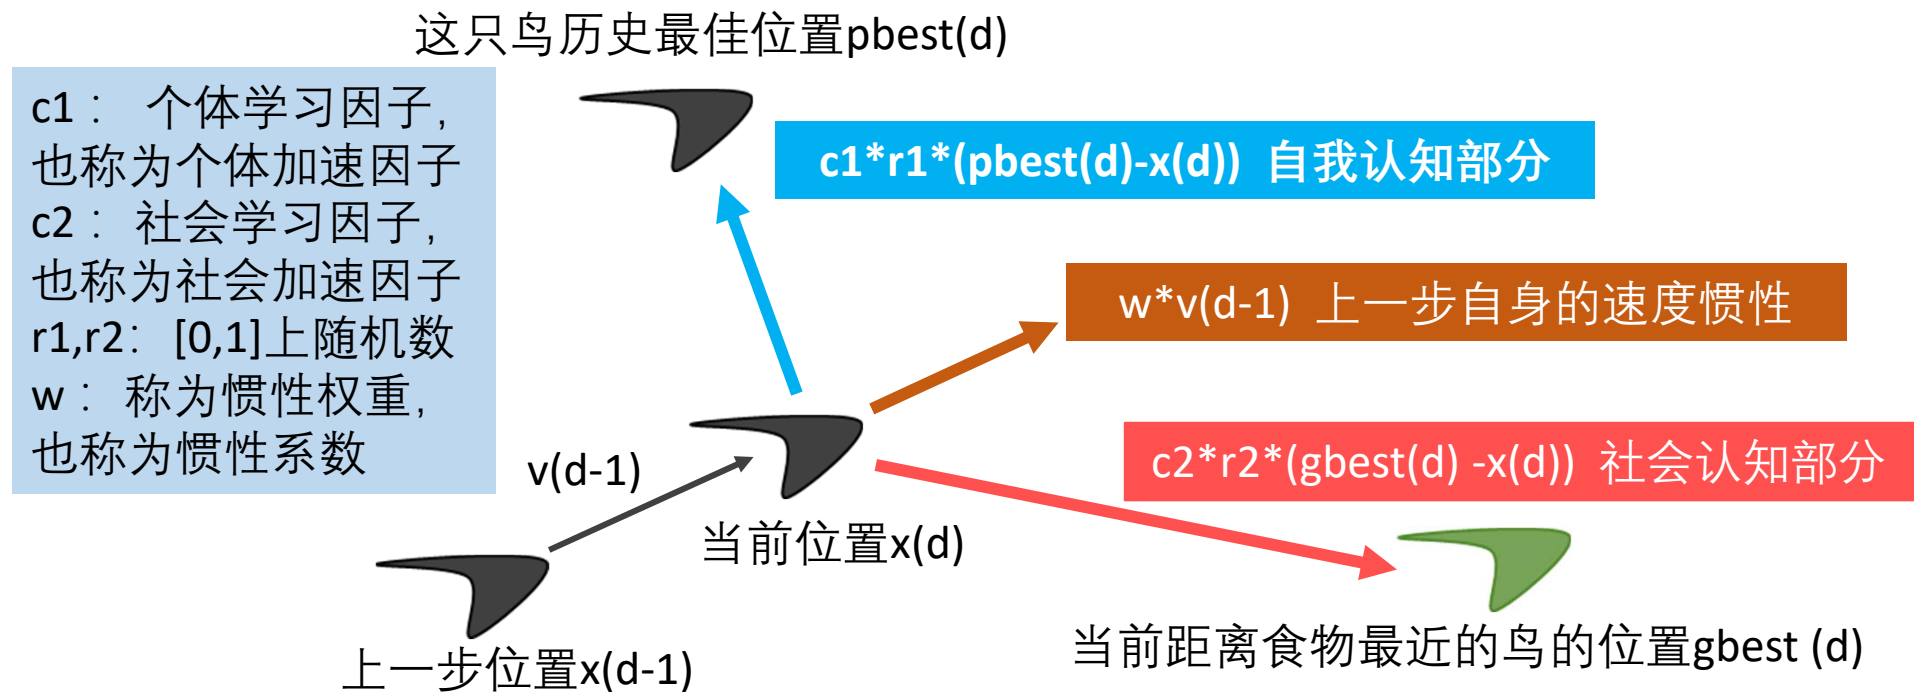 这只鸟历史最佳位置pbest(d)
c1： 个体学习因子,
也称为个体加速因子
c2： 社会学习因子,
也称为社会加速因子
r1,r2：[0,1]上随机数
w： 称为惯性权重,
也称为惯性系数
c1*r1*(pbest(d)-x(d)) 自我认知部分
w*v(d-1) 上一步自身的速度惯性
c2*r2*(gbest(d) -x(d)) 社会认知部分
v(d-1)
当前位置x(d)
上一步位置x(d-1)
当前距离食物最近的鸟的位置gbest (d)